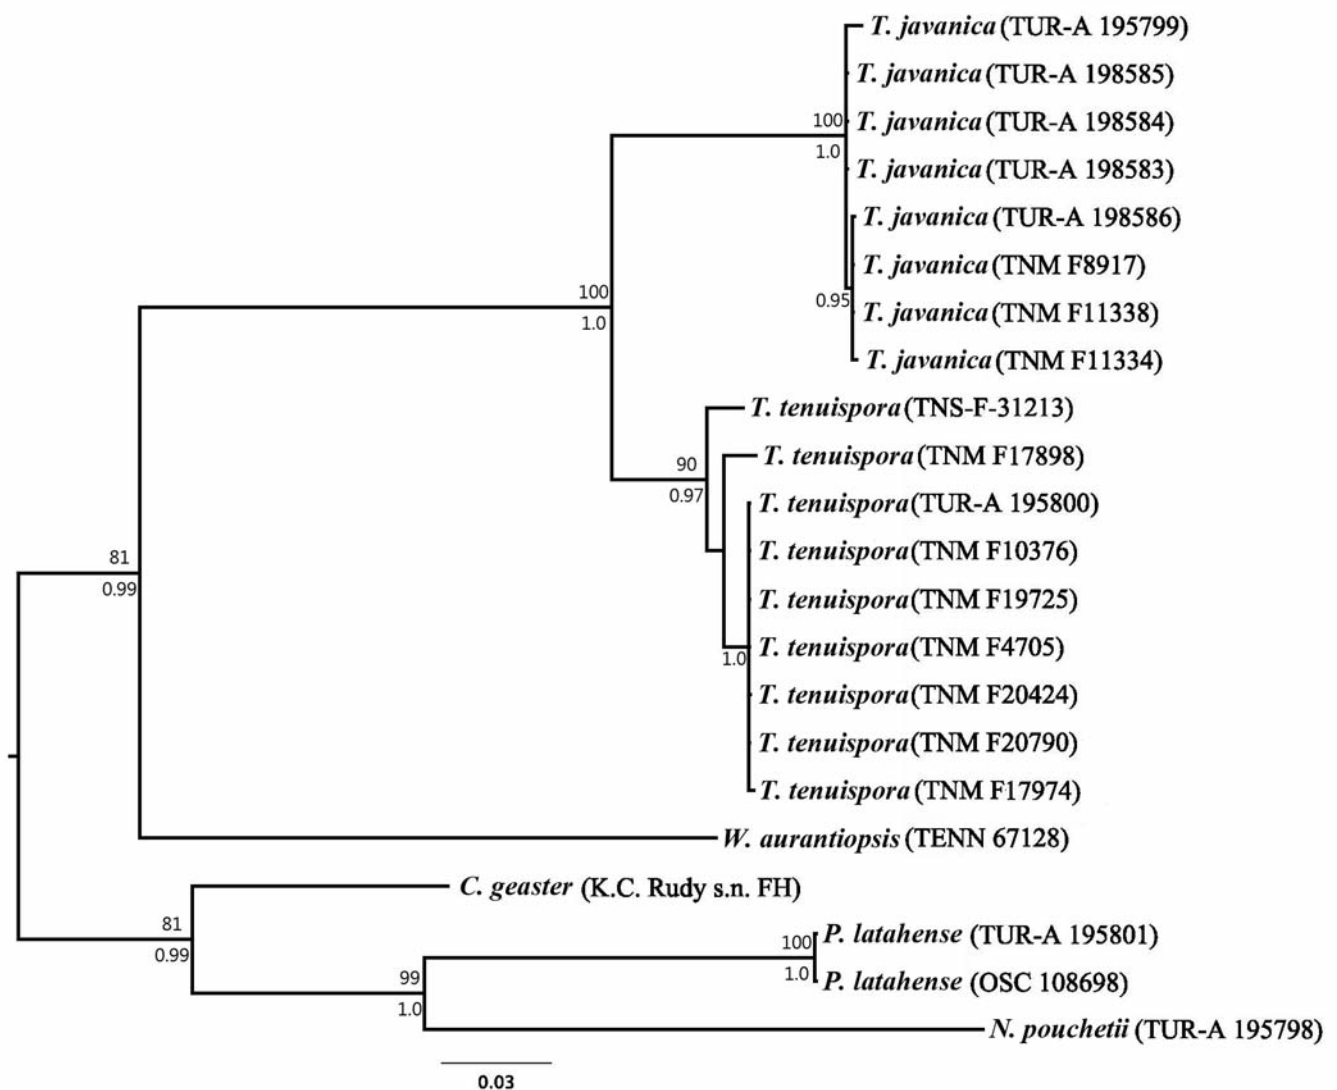 T. javanica (TUR-A 195799)
T. javanica (TUR-A 198585)
100 T. javanica (TUR-A 198584)
1.0
T. javanica (TUR-A 198583)
T. javanica (TUR-A 198586)
T. javanica (TNM F8917)
100
0.95
T. javanica (TNM F11338)
1.0
T. javanica (TNM F11334)
T. tenuispora (TNS-F-31213)
T. tenuispora (TNM F17898)
90
0.97
T. tenuispora (TUR-A 195800)
T. tenuispora (TNM F10376)
81
0.99
T. tenuispora (TNM F19725)
T. tenuispora (TNM F4705)
1.0
T. tenuispora (TNM F20424)
T. tenuispora (TNM F20790)
T. tenuispora (TNM F17974)
W. aurantiopsis (TENN 67128)
C. geaster (K.C. Rudy s.n. FH)
81
P. latahense (TUR-A 195801)
100
0.99
1.0
99
P. latahense (OSC 108698)
1.0
N. pouchetii (TUR-A 195798)
0.03